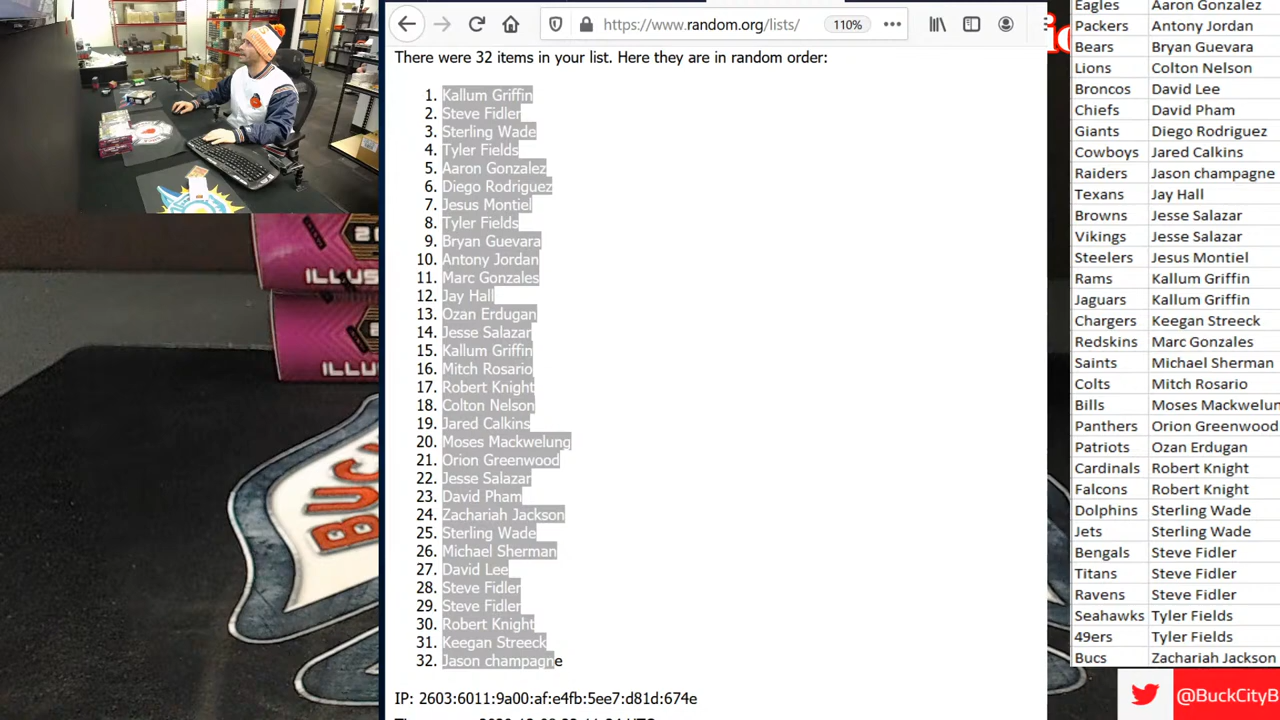 https://www.random.org/lists/
110%
There were 32 items in your list. Here they are in random order:
1. Kallum Griffin
2. Steve Fidler
3. Sterling Wade
4. Tyler Fields
5. Aaron Gonzalez
6. Diego Rodriguez
7. Jesus Montiel
8. Tyler Fields
9. Bryan Guevara
10. Antony Jordan
11. Marc Gonzales
12. Jay Hall
13. Ozan Erdugan
14. Jesse Salazar
15. Kallum Griffin
16. Mitch Rosario
17. Robert Knight
18. Colton Nelson
19. Jared Calkins
20. Moses Mackwelung
21. Orion Greenwood
22. Jesse Salazar
23. David Pham
24. Zachariah Jackson
25. Sterling Wade
26. Michael Sherman
27. David Lee
28. Steve Fidler
29. Steve Fidler
30. Robert Knight
31. Keegan Streeck
32. Jason champagne
IP: 2603:6011:9a00:af:e4fb:5ee7:d81d:674e
Eagles Aaron Gonzalez
Packers Antony Jordan
Bears Bryan Guevara
Lions Colton Nelson
Broncos David Lee
Chiefs David Pham
Giants Diego Rodriguez
Cowboys Jared Calkins
Raiders Jason champagne
Texans Jay Hall
Browns Jesse Salazar
Vikings Jesse Salazar
Steelers Jesus Montiel
Rams Kallum Griffin
Jaguars Kallum Griffin
Chargers Keegan Streeck
Redskins Marc Gonzales
Saints Michael Sherman
Colts Mitch Rosario
Bills Moses Mackwelung
Panthers Orion Greenwood
Patriots Ozan Erdugan
Cardinals Robert Knight
Falcons Robert Knight
Dolphins Sterling Wade
Jets Sterling Wade
Bengals Steve Fidler
Titans Steve Fidler
Ravens Steve Fidler
Seahawks Tyler Fields
49ers Tyler Fields
Bucs Zachariah Jackson
@BuckCityB
ILLUS
ILLUS
BUC